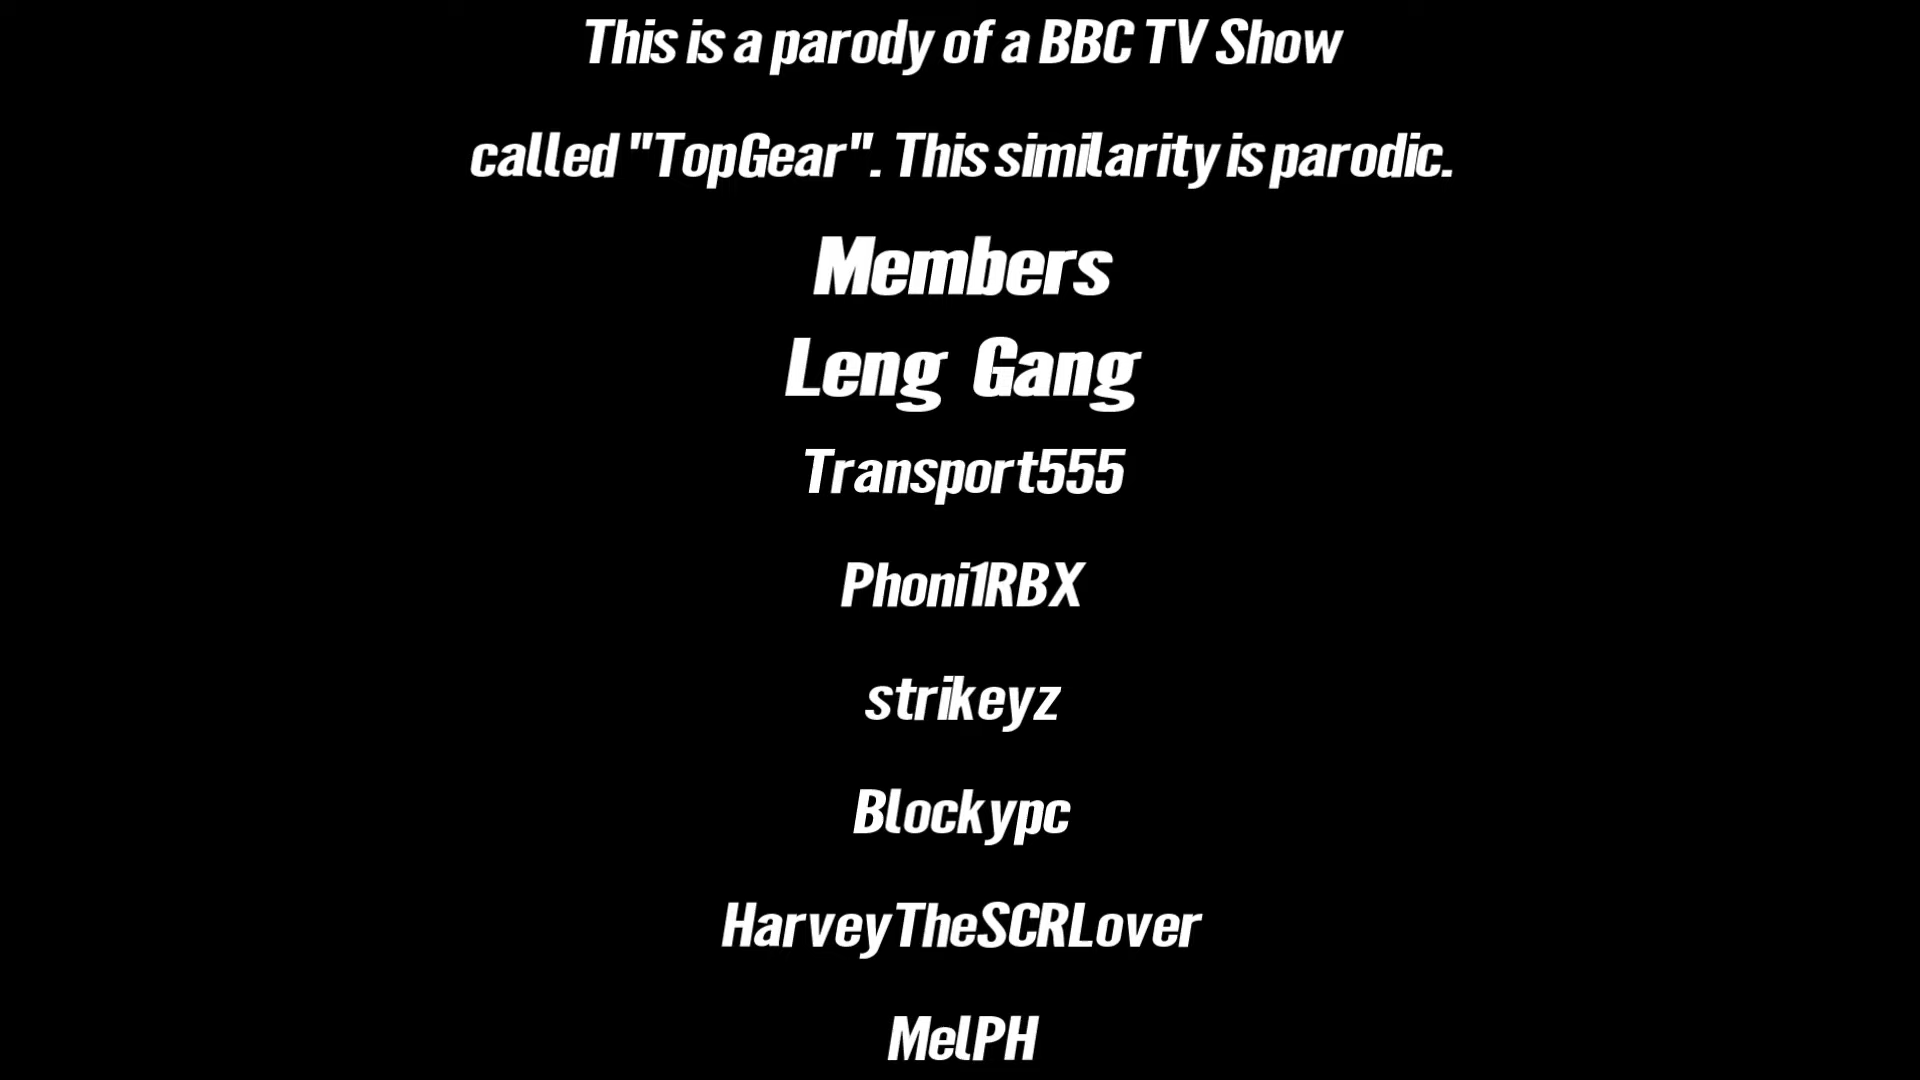 This is a parody of a BBC TV Show
called "TopGear". This similarity is parodic.
Members
Leng Gang
Transport555
Phoni1RBX
strikeyz
Blockypc
HarveyTheSCRLover
MelPH